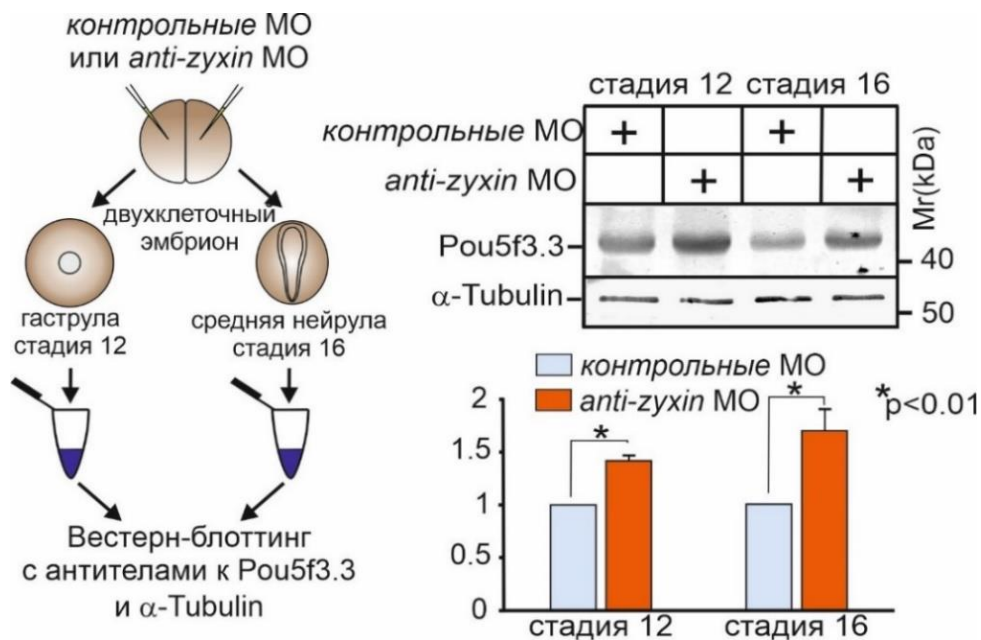 контрольные МО
или anti-zyxin МО
двухклеточный
эмбрион
гаструла
стадия 12
средняя нейрула
стадия 16
Вестерн-блоттинг
с антителами к Pou5f3.3
и α-Tubulin
стадия 12 стадия 16
контрольные МО + +
anti-zyxin МО + +
Mr(kDa)
Pou5f3.3
40
α-Tubulin
50
контрольные МО
anti-zyxin МО
*p<0.01
* *
2
1.5
1
0.5
0
стадия 12 стадия 16